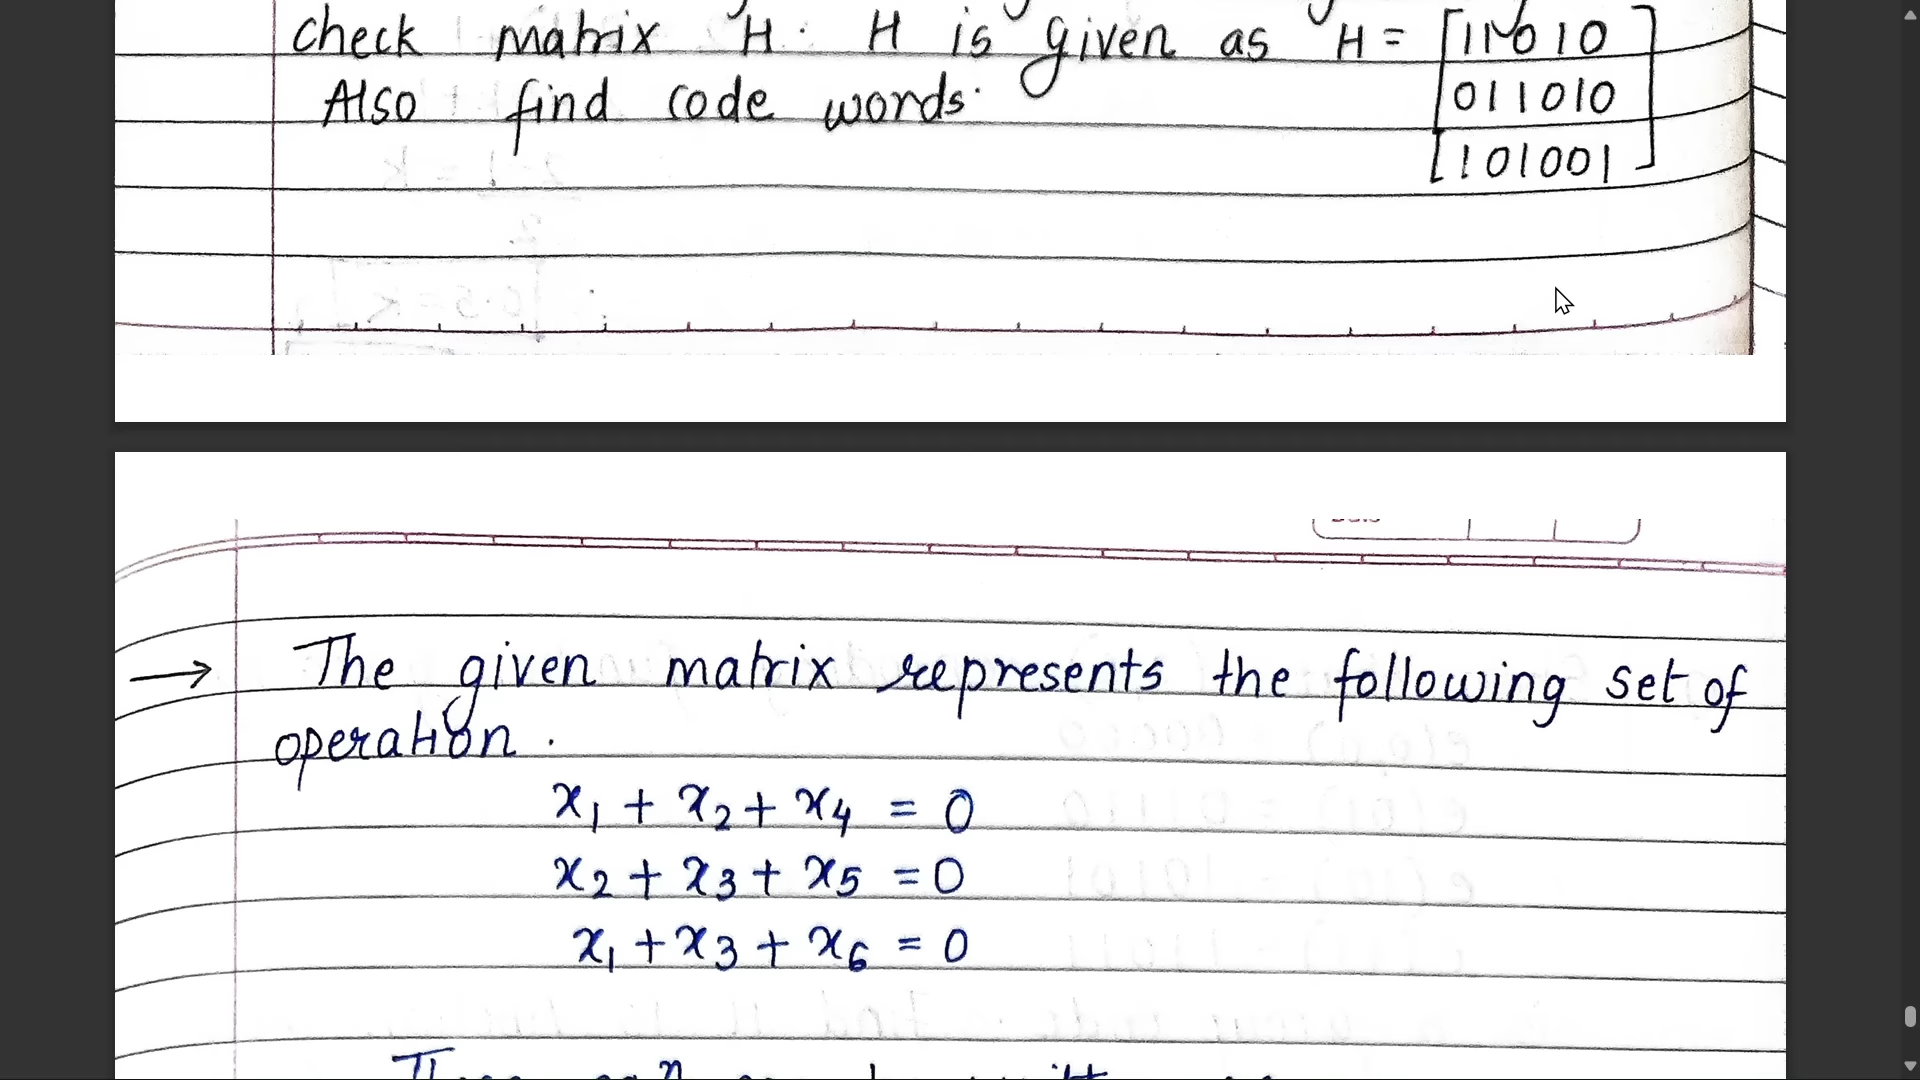 check matrix H. H is given as H = [11010
Also find code words. 011010
[101001]
→ The given matrix represents the following set of
operation.
x₁ + x₂ + x₄ = 0
x₂ + x₃ + x₅ = 0
x₁ + x₃ + x₆ = 0